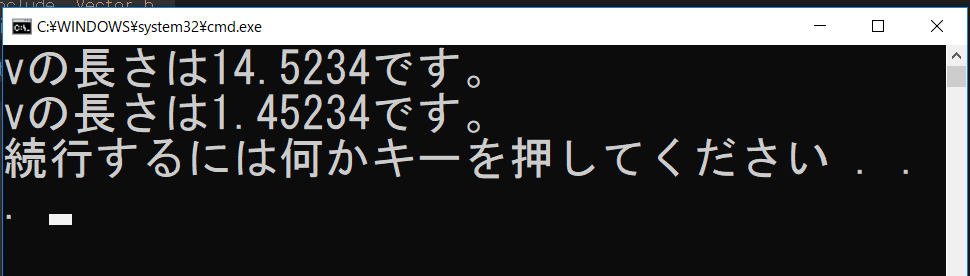 C:¥WINDOWS¥system32¥cmd.exe
vの長さは14.5234です。
vの長さは1.45234です。
続行するには何かキーを押してください . .
.